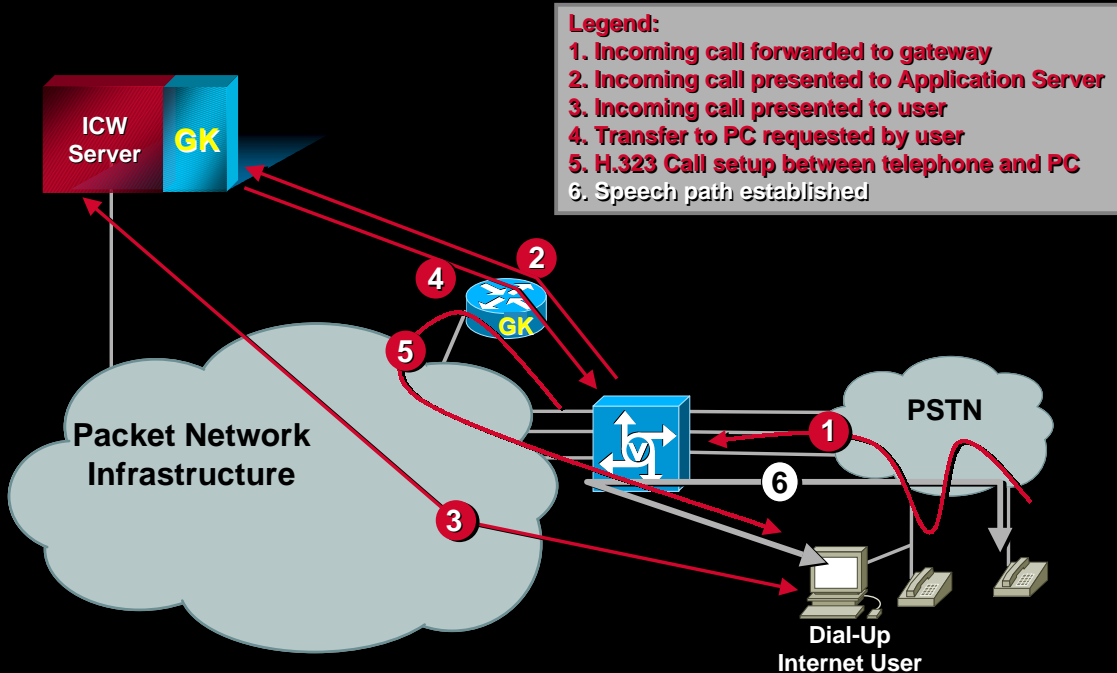 Legend:
1. Incoming call forwarded to gateway
2. Incoming call presented to Application Server
3. Incoming call presented to user
4. Transfer to PC requested by user
5. H.323 Call setup between telephone and PC
6. Speech path established
ICW
Server
GK
2
4
GK
5
PSTN
1
Packet Network
Infrastructure
V
6
3
Dial-Up
Internet User